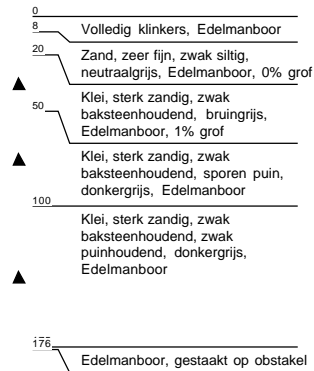 0
8
Volledig klinkers, Edelmanboor
20
Zand, zeer fijn, zwak siltig,
neutraalgrijs, Edelmanboor, 0% grof
Klei, sterk zandig, zwak
50
baksteenhoudend, bruingrijs,
Edelmanboor, 1% grof
Klei, sterk zandig, zwak
baksteenhoudend, sporen puin,
donkergrijs, Edelmanboor
100
Klei, sterk zandig, zwak
baksteenhoudend, zwak
puinhoudend, donkergrijs,
Edelmanboor
176
Edelmanboor, gestaakt op obstakel